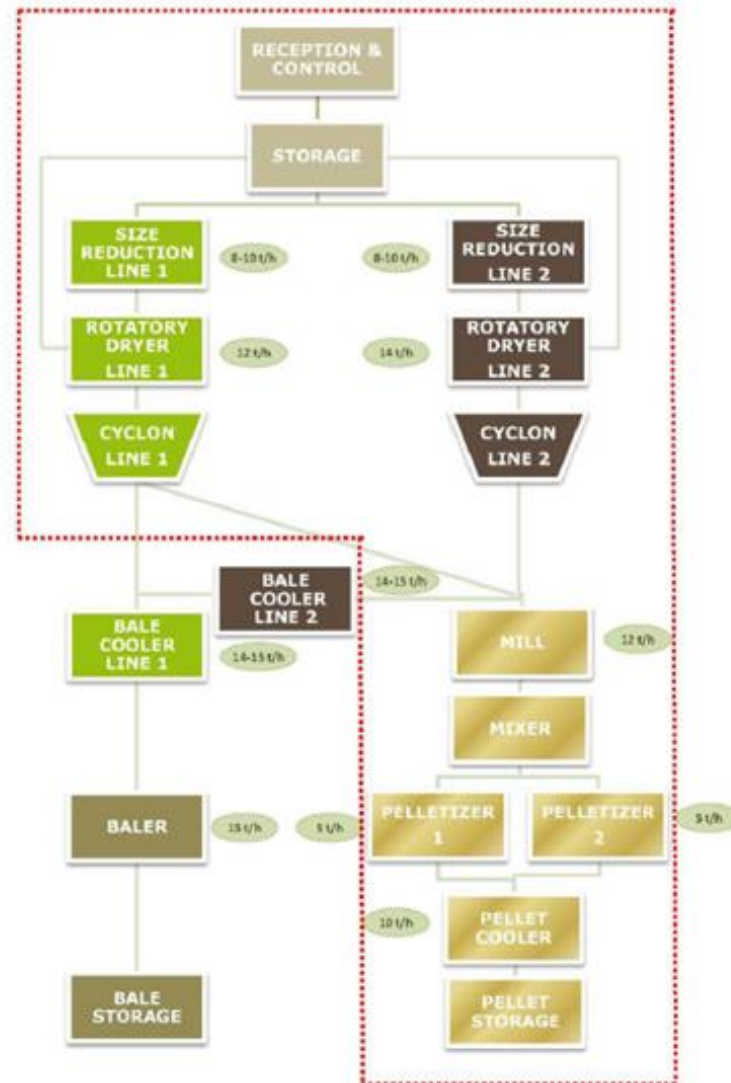 RECEPTION &
CONTROL
STORAGE
SIZE
REDUCTION
LINE 1
8-10 t/h
8-10 t/h
SIZE
REDUCTION
LINE 2
ROTATORY
DRYER
LINE 1
12 t/h
14 t/h
ROTATORY
DRYER
LINE 2
CYCLON
LINE 1
CYCLON
LINE 2
BALE
COOLER
LINE 2
14-15 t/h
BALE
COOLER
LINE 1
14-15 t/h
MILL
12 t/h
MIXER
BALER
15 t/h
5 t/h
PELLETIZER
1
PELLETIZER
2
5 t/h
10 t/h
PELLET
COOLER
BALE
STORAGE
PELLET
STORAGE